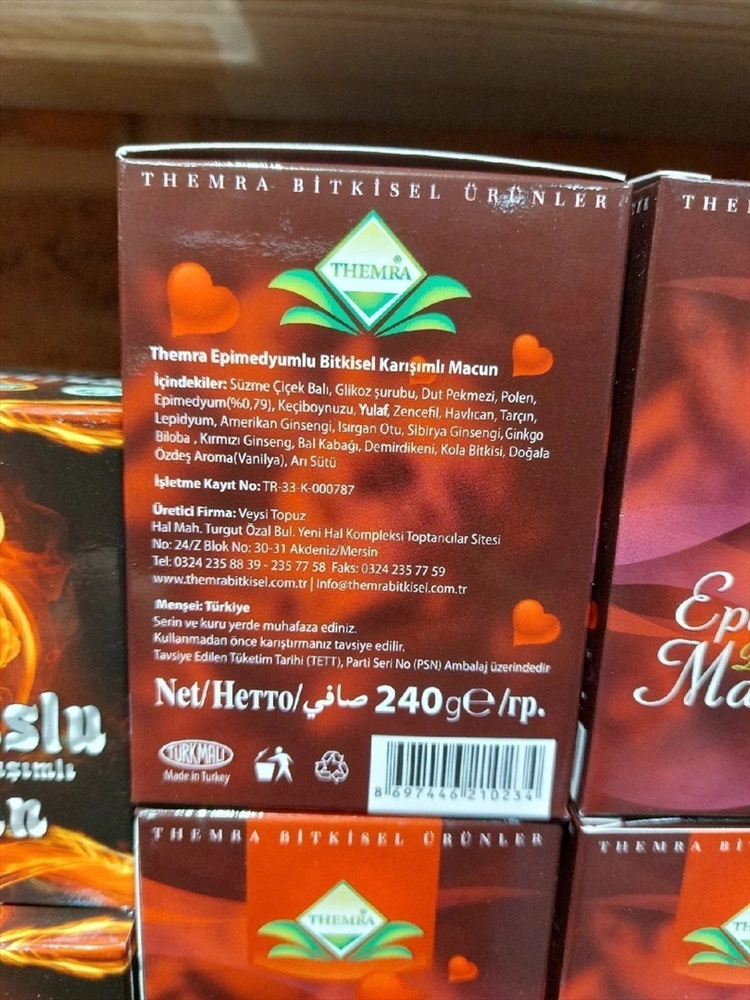 THEMRA BİTKİSEL ÜRÜNLER
THEMRA®
Themra Epimedyumlu Bitkisel Karışımlı Macun
İçindekiler: Süzme Çiçek Balı, Glikoz şurubu, Dut Pekmezi, Polen,
Epimedyum(%0,79), Keçiboynuzu, Yulaf, Zencefil, Havlıcan, Tarçın,
Lepidyum, Amerikan Ginsengi, Isırgan Otu, Sibirya Ginsengi,Ginkgo
Biloba , Kırmızı Ginseng, Bal Kabağı, Demirdikeni, Kola Bitkisi, Doğala
Özdeş Aroma(Vanilya), Arı Sütü
İşletme Kayıt No: TR-33-K-000787
Üretici Firma: Veysi Topuz
Hal Mah. Turgut Özal Bul. Yeni Hal Kompleksi Toptancılar Sitesi
No: 24/Z Blok No: 30-31 Akdeniz/Mersin
Tel: 0324 235 88 39 - 235 77 58 Faks: 0324 235 77 59
www.themrabitkisel.com.tr | info@themrabitkisel.com.tr
Menşei: Türkiye
Serin ve kuru yerde muhafaza ediniz.
Kullanmadan önce karıştırmanız tavsiye edilir.
Tavsiye Edilen Tüketim Tarihi (TETT), Parti Seri No (PSN) Ambalaj üzerindedir
Net/Нетто/صافي 240g℮/гр.
TÜRKMALI
Made in Turkey
8 697446 210234
THE
Ep
Ma
slu
ışımlı
n
THEMRA BİTKİSEL ÜRÜNLER
THEMRA
THEMRA Bİ
TH